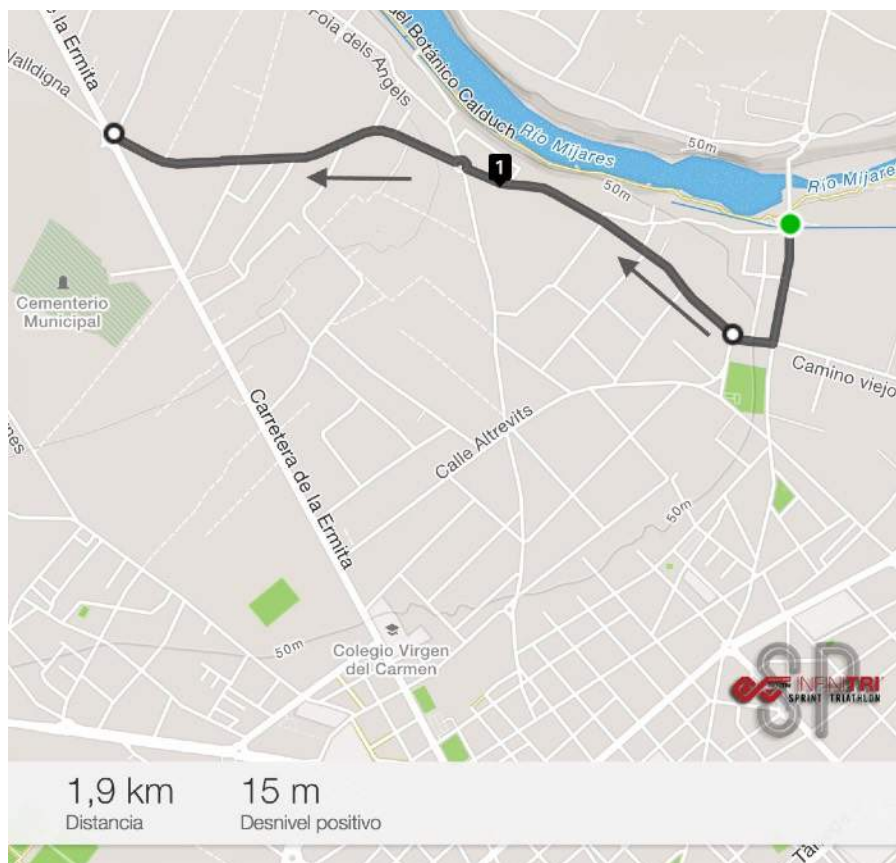 la Ermita
Valldigna
Fola dels Angels
del Botánico Calduch
Río Mijares
50m
Río Mijares
50m
1
Cementerio
Municipal
Camino viejo
Carretera de la Ermita
Calle Altrevits
50m
50m
Colegio Virgen
del Carmen
SP
INFINITRI
SPRINT TRIATHLON
1,9 km
Distancia
15 m
Desnivel positivo